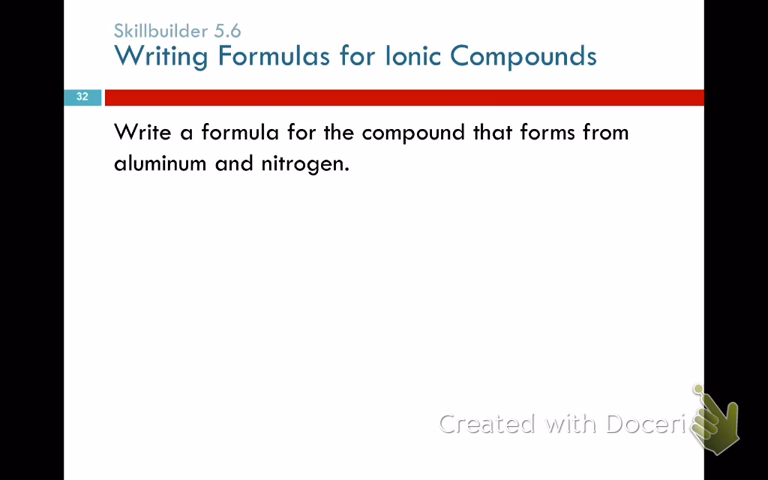 Skillbuilder 5.6
Writing Formulas for Ionic Compounds
32
Write a formula for the compound that forms from
aluminum and nitrogen.
Created with Doceri